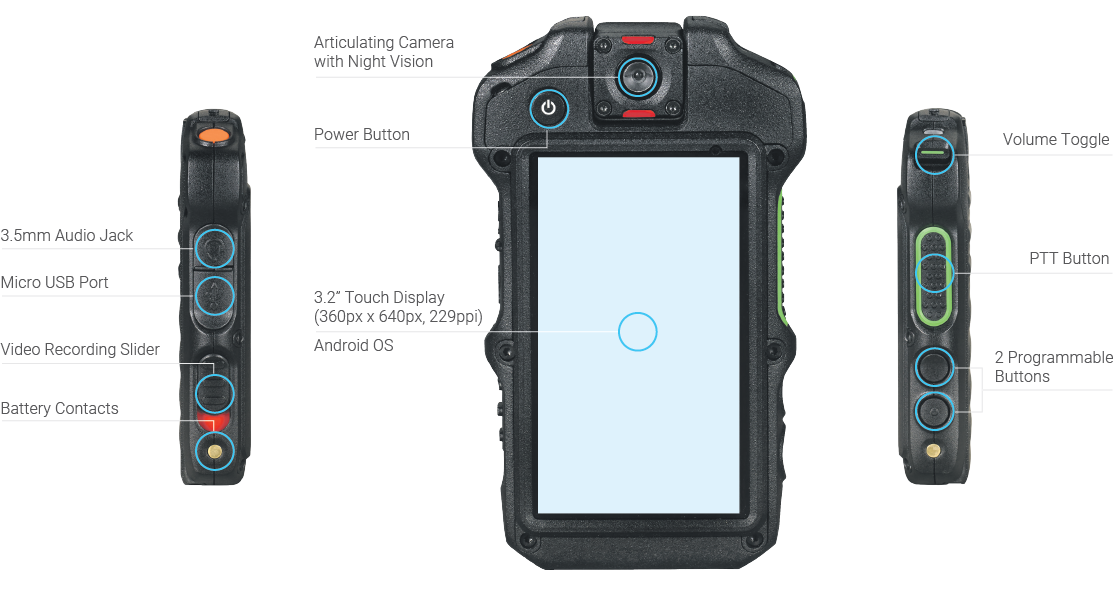 Articulating Camera
with Night Vision
Power Button
3.5mm Audio Jack
Micro USB Port
Video Recording Slider
Battery Contacts
3.2” Touch Display
(360px x 640px, 229ppi)
Android OS
Volume Toggle
PTT Button
2 Programmable
Buttons